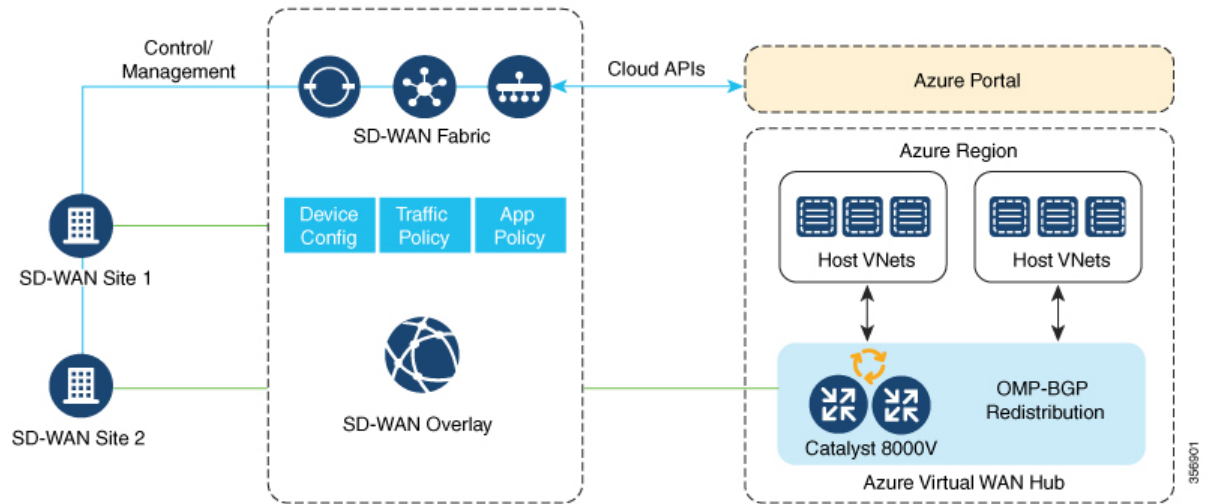 Control/
Management
SD-WAN Fabric
Cloud APIs
Azure Portal
Azure Region
Device
Config
Traffic
Policy
App
Policy
Host VNets
Host VNets
SD-WAN Site 1
SD-WAN Overlay
OMP-BGP
Redistribution
Catalyst 8000V
SD-WAN Site 2
Azure Virtual WAN Hub
356901